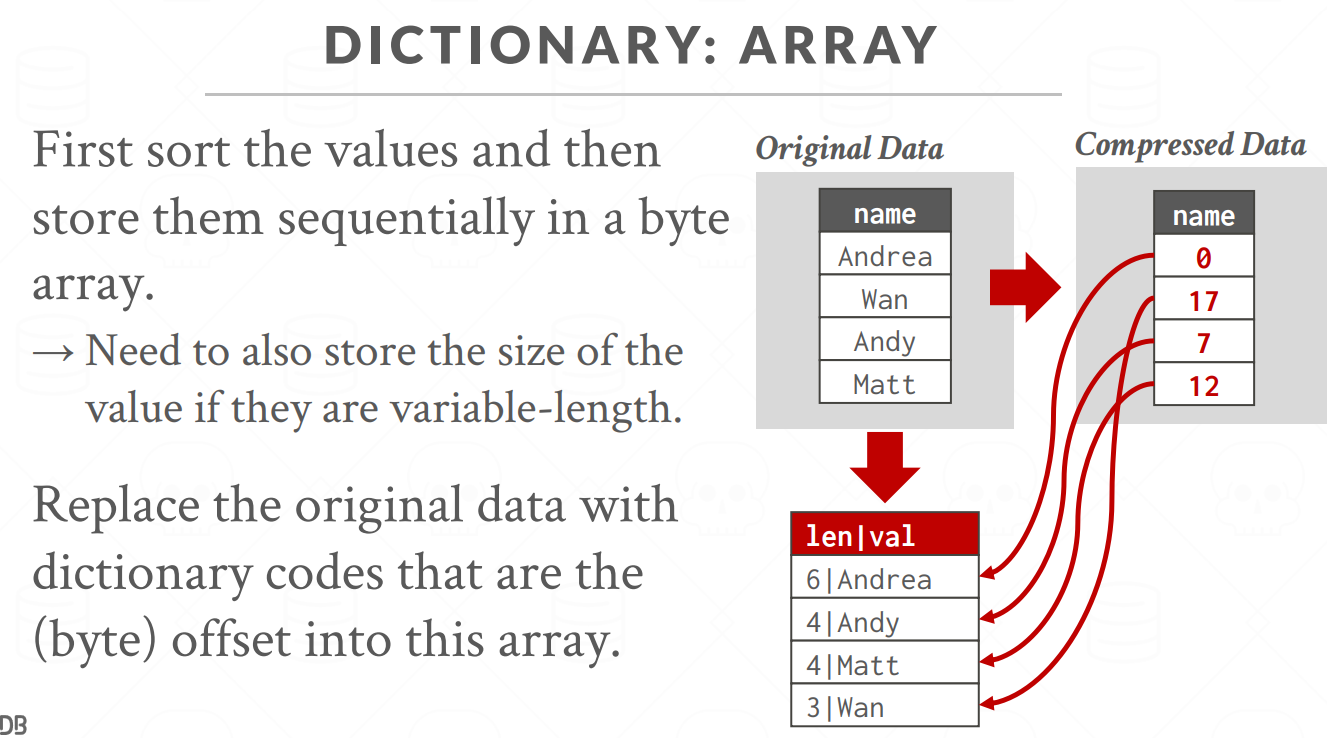 DICTIONARY: ARRAY
First sort the values and then
store them sequentially in a byte
array.
→ Need to also store the size of the
value if they are variable-length.
Replace the original data with
dictionary codes that are the
(byte) offset into this array.
Original Data
name
Andrea
Wan
Andy
Matt
Compressed Data
name
0
17
7
12
len|val
6|Andrea
4|Andy
4|Matt
3|Wan
DB